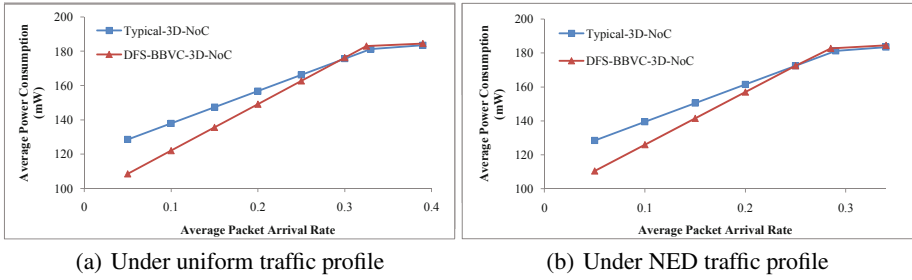 200
180
160
140
120
100
0
0.1
0.2
0.3
0.4
Average Power Consumption
(mW)
Average Packet Arrival Rate
Typical-3D-NoC
DFS-BBVC-3D-NoC
(a) Under uniform traffic profile
200
180
160
140
120
100
0
0.1
0.2
0.3
Average Power Consumption
(mW)
Average Packet Arrival Rate
Typical-3D-NoC
DFS-BBVC-3D-NoC
(b) Under NED traffic profile